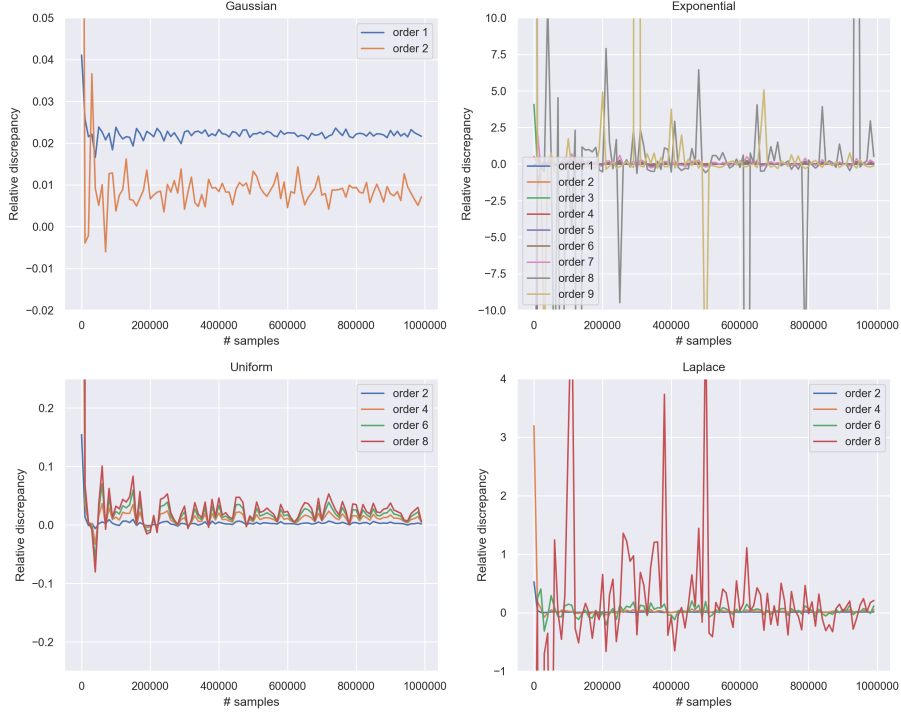 Gaussian
Relative discrepancy
0.05
0.04
0.03
0.02
0.01
0.00
−0.01
−0.02
order 1
order 2
0
200000
400000
600000
800000
1000000
# samples
Exponential
Relative discrepancy
10.0
7.5
5.0
2.5
0.0
−2.5
−5.0
−7.5
−10.0
order 1
order 2
order 3
order 4
order 5
order 6
order 7
order 8
order 9
0
200000
400000
600000
800000
1000000
# samples
Uniform
Relative discrepancy
0.2
0.1
0.0
−0.1
−0.2
order 2
order 4
order 6
order 8
0
200000
400000
600000
800000
1000000
# samples
Laplace
Relative discrepancy
4
3
2
1
0
−1
order 2
order 4
order 6
order 8
0
200000
400000
600000
800000
1000000
# samples